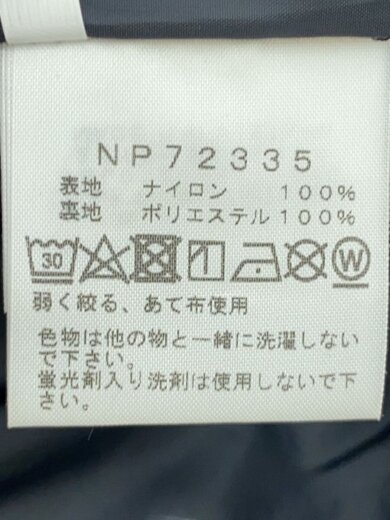 NP72335
表地 ナイロン 100%
裏地 ポリエステル100%
30 W
弱く絞る、あて布使用
色物は他の物と一緒に洗濯しない
で下さい。
蛍光剤入り洗剤は使用しないで下
さい。